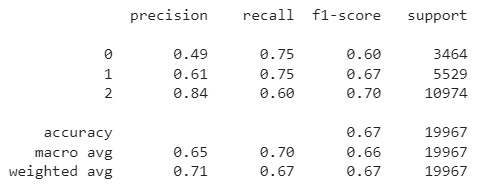 precision recall f1-score support
0 0.49 0.75 0.60 3464
1 0.61 0.75 0.67 5529
2 0.84 0.60 0.70 10974
accuracy 0.67 19967
macro avg 0.65 0.70 0.66 19967
weighted avg 0.71 0.67 0.67 19967